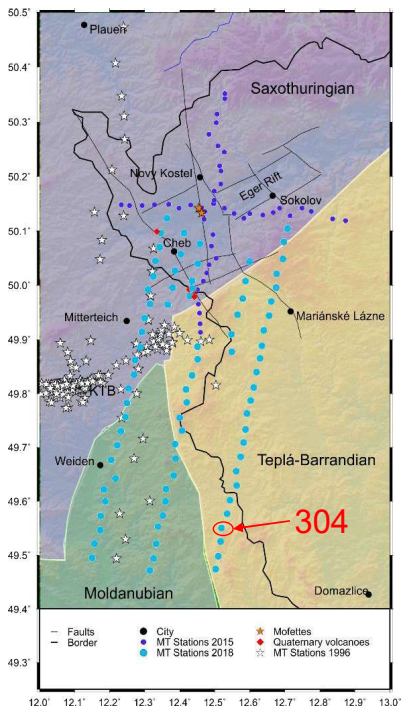 50.5°
50.4°
50.3°
50.2°
50.1°
50.0°
49.9°
49.8°
49.7°
49.6°
49.5°
49.4°
49.3°
Plauen
Saxothuringian
Novy Kostel
Eger Rift
Sokolov
Cheb
Mitterteich
Mariánské Lázne
KTB
Weiden
Teplá-Barrandian
304
Moldanubian
Domazlice
Faults
Border
City
MT Stations 2015
MT Stations 2018
Mofettes
Quaternary volcanoes
MT Stations 1996
12.0° 12.1° 12.2° 12.3° 12.4° 12.5° 12.6° 12.7° 12.8° 12.9° 13.0°